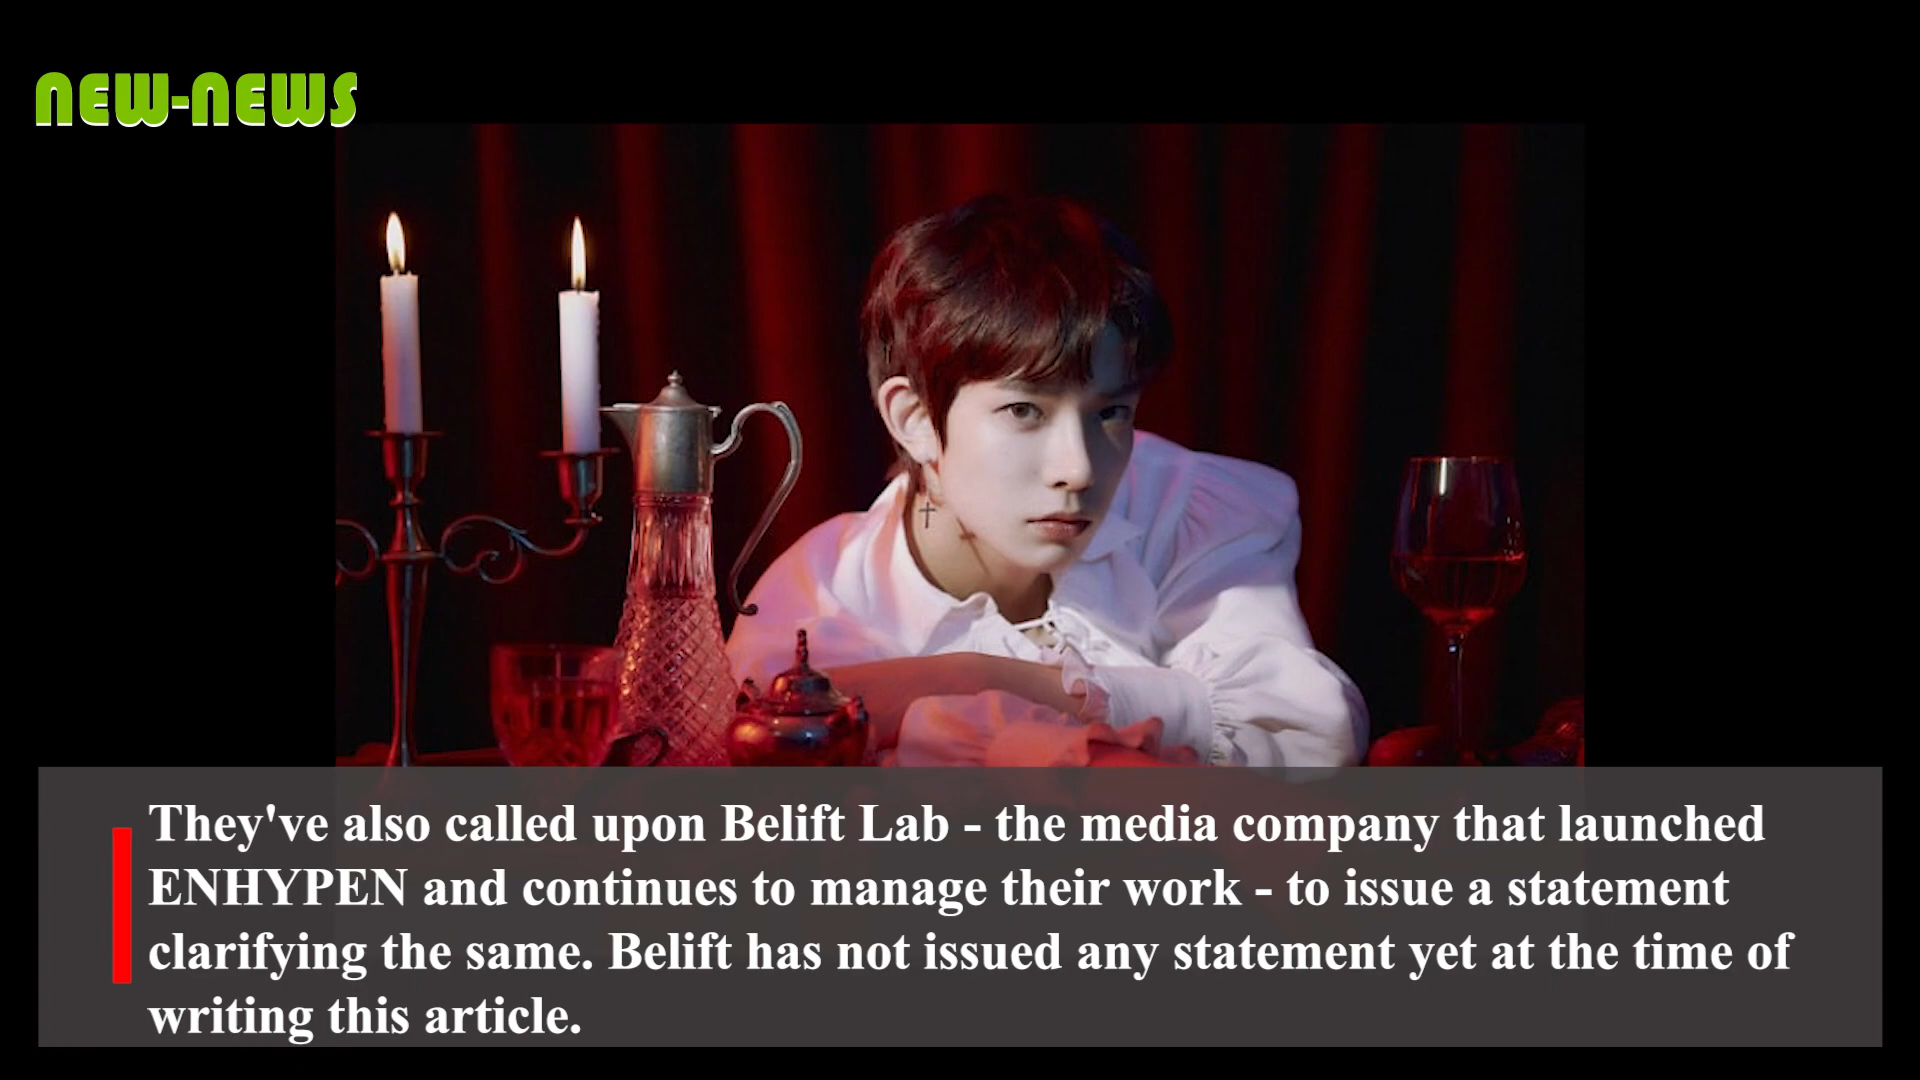 NEW-NEWS
They've also called upon Belift Lab - the media company that launched
ENHYPEN and continues to manage their work - to issue a statement
clarifying the same. Belift has not issued any statement yet at the time of
writing this article.